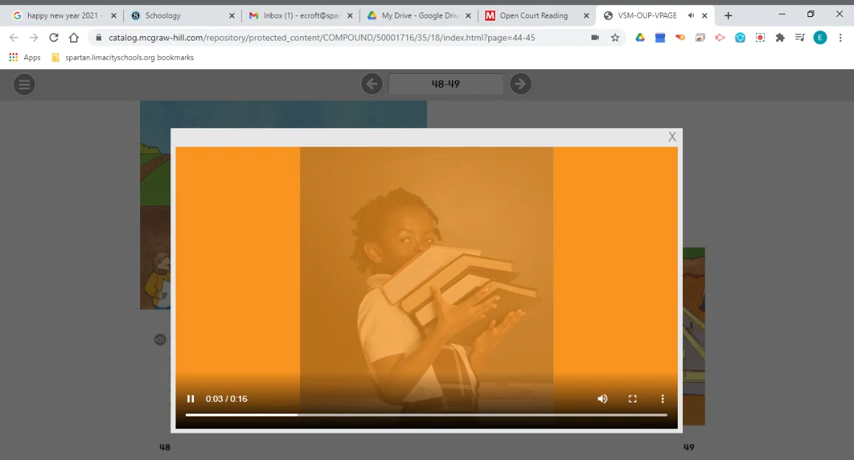 happy new year 2021 -
Schoology
Inbox (1) - ecroft@spar
My Drive - Google Driv
Open Court Reading
VSM-OUP-VPAGE
catalog.mcgraw-hill.com/repository/protected_content/COMPOUND/50001716/35/18/index.html?page=44-45
Apps
spartan.limacityschools.org bookmarks
48-49
X
0:03 / 0:16
48
49